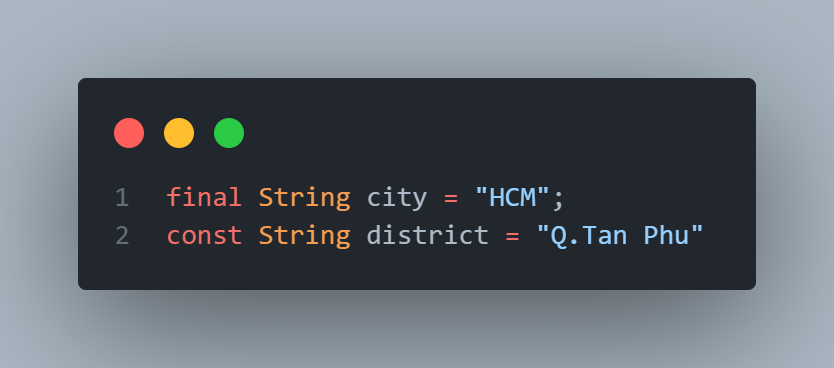 1 final String city = "HCM";
2 const String district = "Q.Tan Phu"